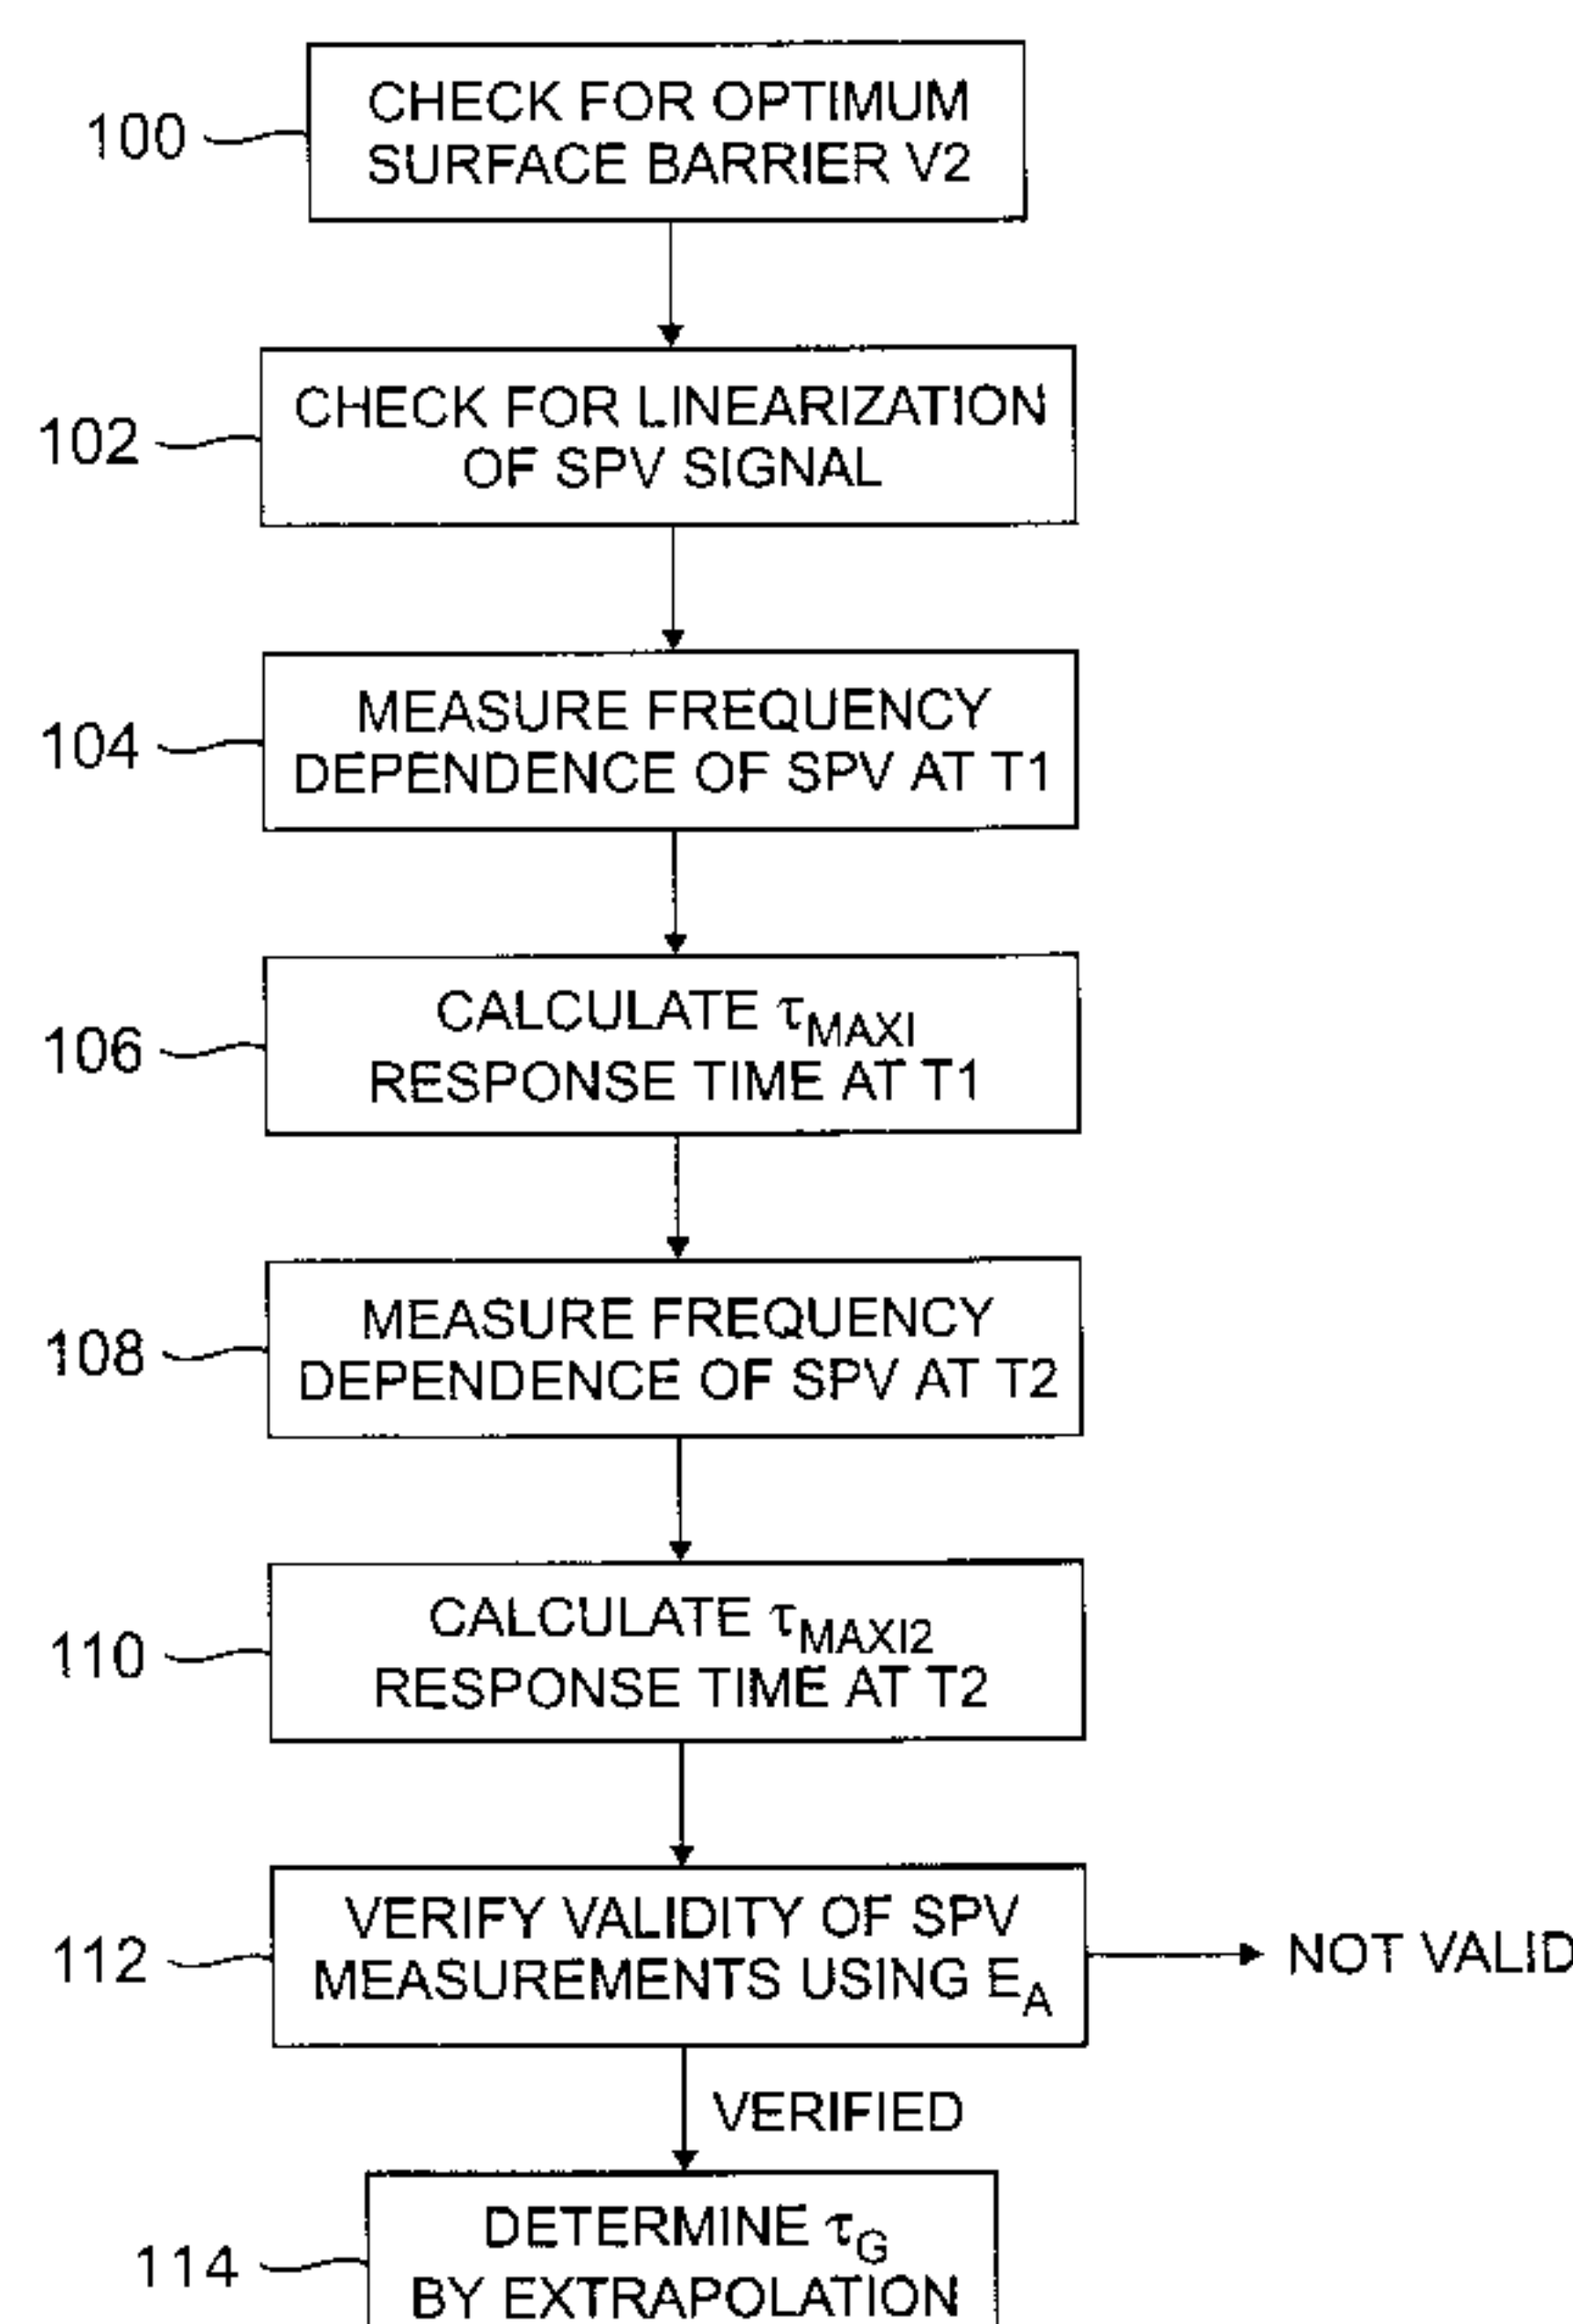 100
CHECK FOR OPTIMUM
SURFACE BARRIER V2
102
CHECK FOR LINEARIZATION
OF SPV SIGNAL
104
MEASURE FREQUENCY
DEPENDENCE OF SPV AT T1
106
CALCULATE τMAXI
RESPONSE TIME AT T1
108
MEASURE FREQUENCY
DEPENDENCE OF SPV AT T2
110
CALCULATE τMAXI2
RESPONSE TIME AT T2
112
VERIFY VALIDITY OF SPV
MEASUREMENTS USING EA
NOT VALID
VERIFIED
114
DETERMINE τG
BY EXTRAPOLATION